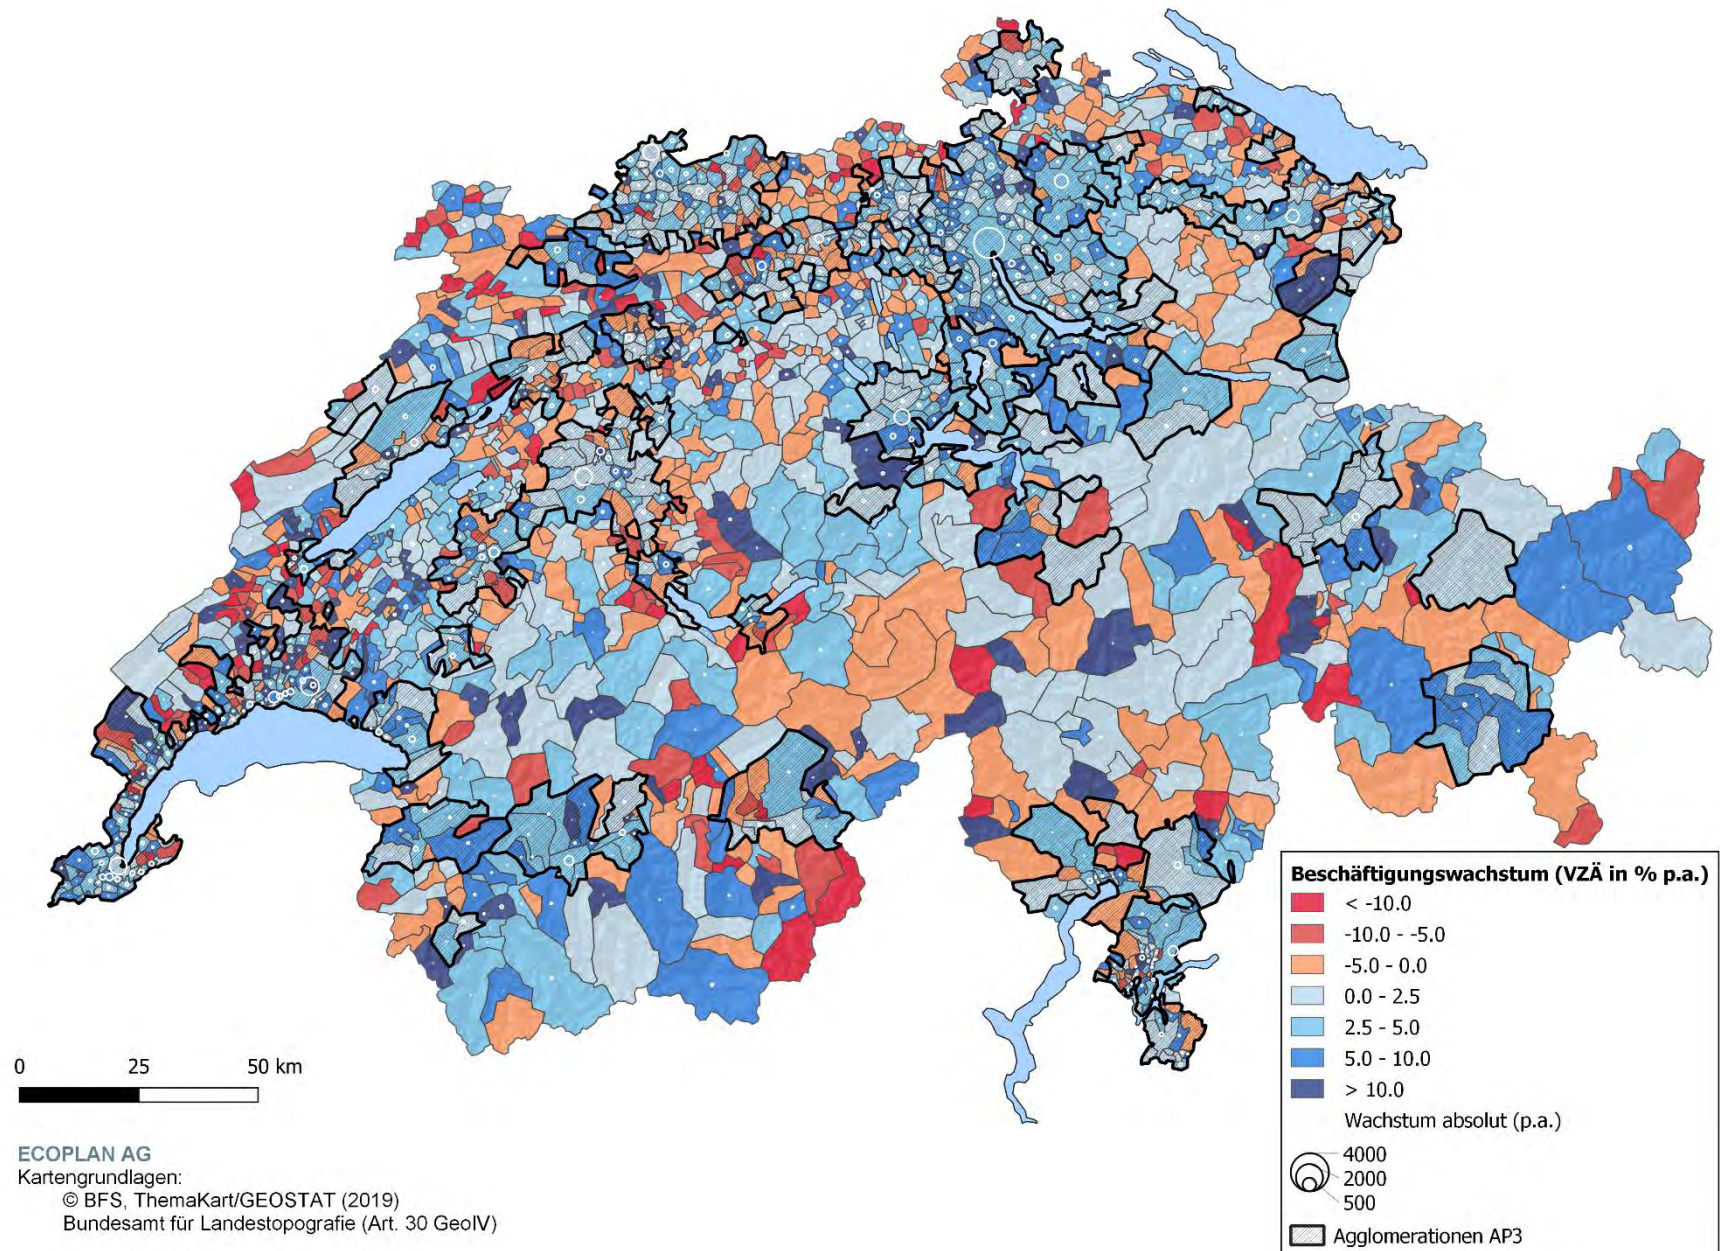 Beschäftigungswachstum (VZÄ in % p.a.)
< -10.0
-10.0 - -5.0
-5.0 - 0.0
0.0 - 2.5
2.5 - 5.0
5.0 - 10.0
> 10.0
Wachstum absolut (p.a.)
4000
2000
500
Agglomerationen AP3
0 25 50 km
ECOPLAN AG
Kartengrundlagen:
© BFS, ThemaKart/GEOSTAT (2019)
Bundesamt für Landestopografie (Art. 30 GeoIV)